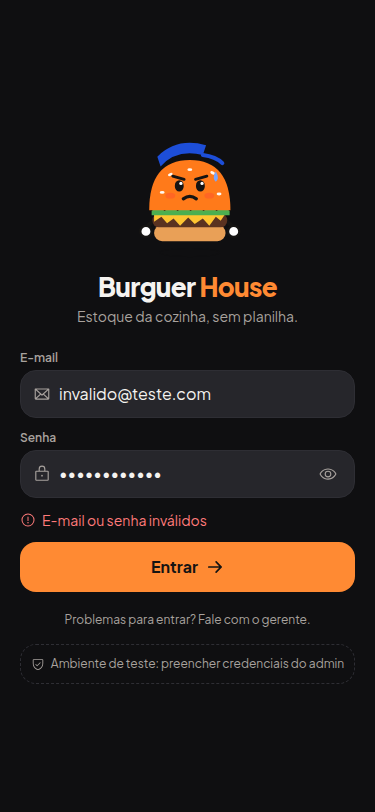 Burguer House
Estoque da cozinha, sem planilha.
E-mail
invalido@teste.com
Senha
••••••••••••
E-mail ou senha inválidos
Entrar →
Problemas para entrar? Fale com o gerente.
Ambiente de teste: preencher credenciais do admin